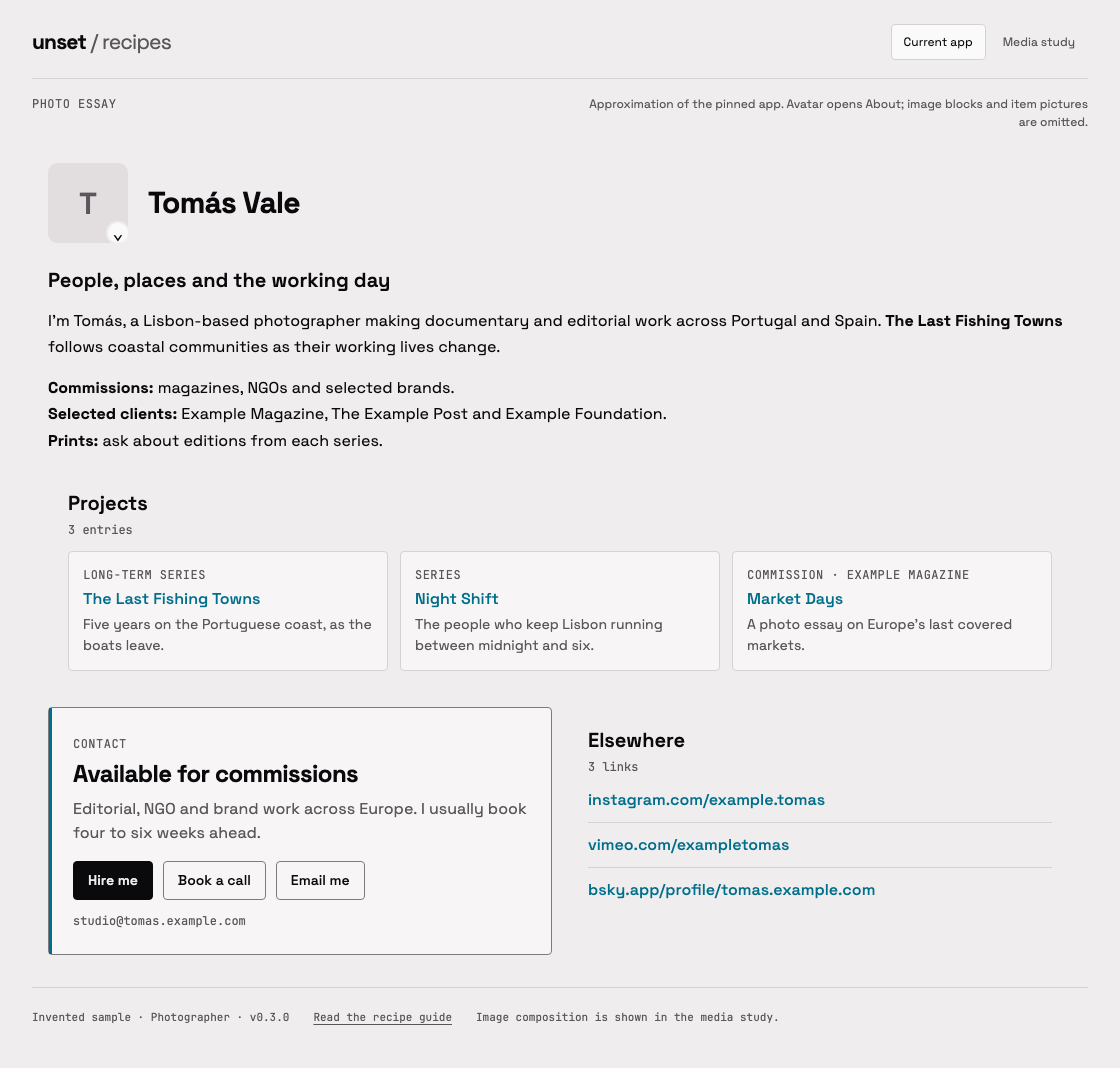 unset / recipes
Current app
Media study
PHOTO ESSAY
Approximation of the pinned app. Avatar opens About; image blocks and item pictures
are omitted.
T
Tomás Vale
People, places and the working day
I'm Tomás, a Lisbon-based photographer making documentary and editorial work across Portugal and Spain. The Last Fishing Towns
follows coastal communities as their working lives change.
Commissions: magazines, NGOs and selected brands.
Selected clients: Example Magazine, The Example Post and Example Foundation.
Prints: ask about editions from each series.
Projects
3 entries
LONG-TERM SERIES
The Last Fishing Towns
Five years on the Portuguese coast, as the
boats leave.
SERIES
Night Shift
The people who keep Lisbon running
between midnight and six.
COMMISSION · EXAMPLE MAGAZINE
Market Days
A photo essay on Europe's last covered
markets.
CONTACT
Available for commissions
Editorial, NGO and brand work across Europe. I usually book
four to six weeks ahead.
Hire me
Book a call
Email me
studio@tomas.example.com
Elsewhere
3 links
instagram.com/example.tomas
vimeo.com/exampletomas
bsky.app/profile/tomas.example.com
Invented sample · Photographer · v0.3.0
Read the recipe guide
Image composition is shown in the media study.